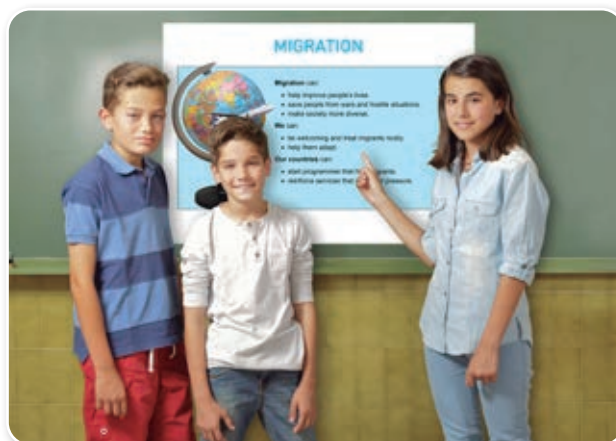 MIGRATION
Migration can:
• help improve people's lives.
• save people from wars and hostile situations.
• make society more diverse.
We can:
• be welcoming and treat migrants nicely.
• help them adapt.
Our countries can:
• start programmes that
• reinforce services that pressure.